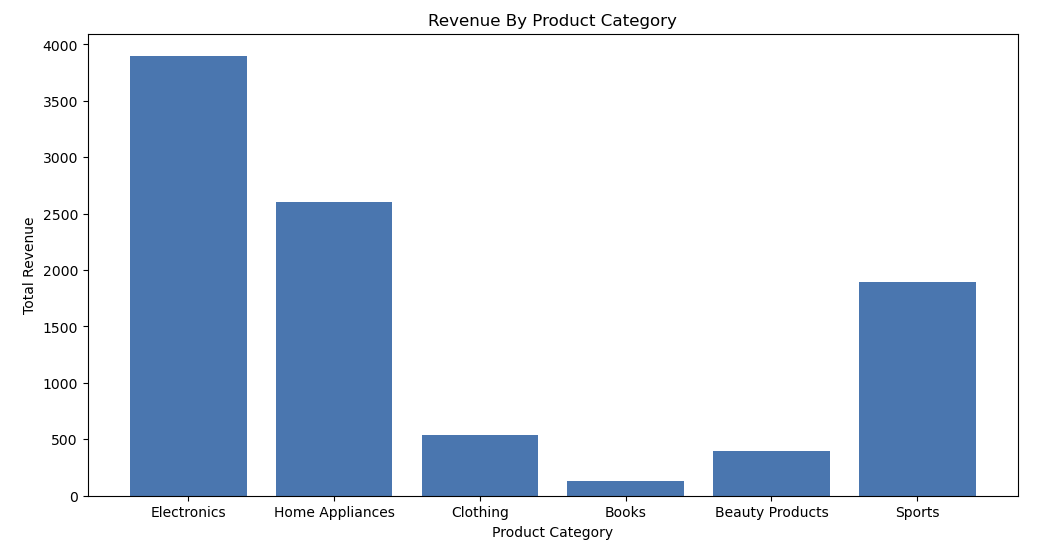 Revenue By Product Category
Total Revenue
4000
3500
3000
2500
2000
1500
1000
500
0
Electronics Home Appliances Clothing Books Beauty Products Sports
Product Category